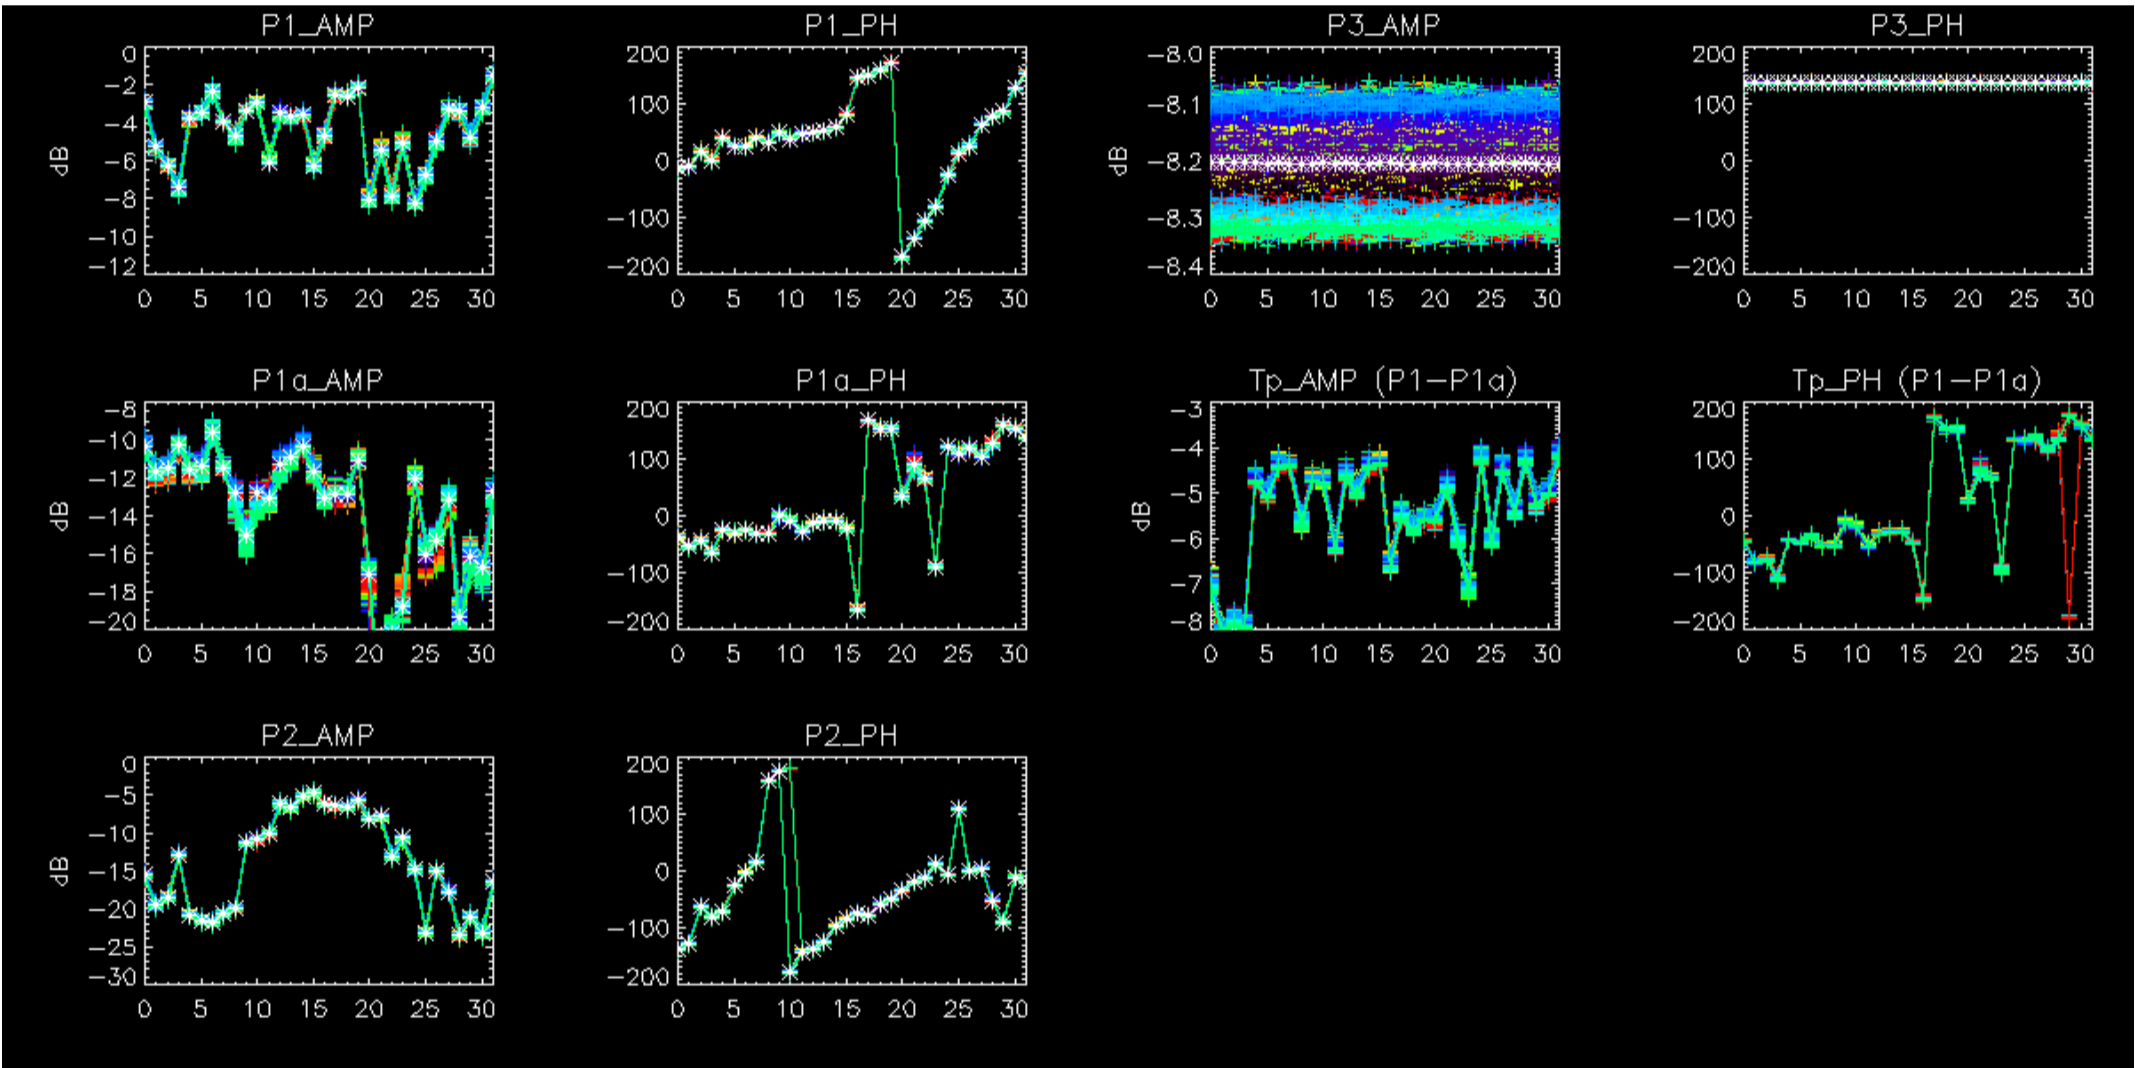 P1_AMP
P1_PH
P3_AMP
P3_PH
dB
0
−2
−4
−6
−8
−10
−12
0 5 10 15 20 25 30
200
100
0
−100
−200
0 5 10 15 20 25 30
dB
−8.0
−8.1
−8.2
−8.3
−8.4
0 5 10 15 20 25 30
200
100
0
−100
−200
0 5 10 15 20 25 30
P1a_AMP
P1a_PH
Tp_AMP (P1−P1a)
Tp_PH (P1−P1a)
dB
−8
−10
−12
−14
−16
−18
−20
0 5 10 15 20 25 30
200
100
0
−100
−200
0 5 10 15 20 25 30
dB
−3
−4
−5
−6
−7
−8
0 5 10 15 20 25 30
200
100
0
−100
−200
0 5 10 15 20 25 30
P2_AMP
P2_PH
dB
0
−5
−10
−15
−20
−25
−30
0 5 10 15 20 25 30
200
100
0
−100
−200
0 5 10 15 20 25 30